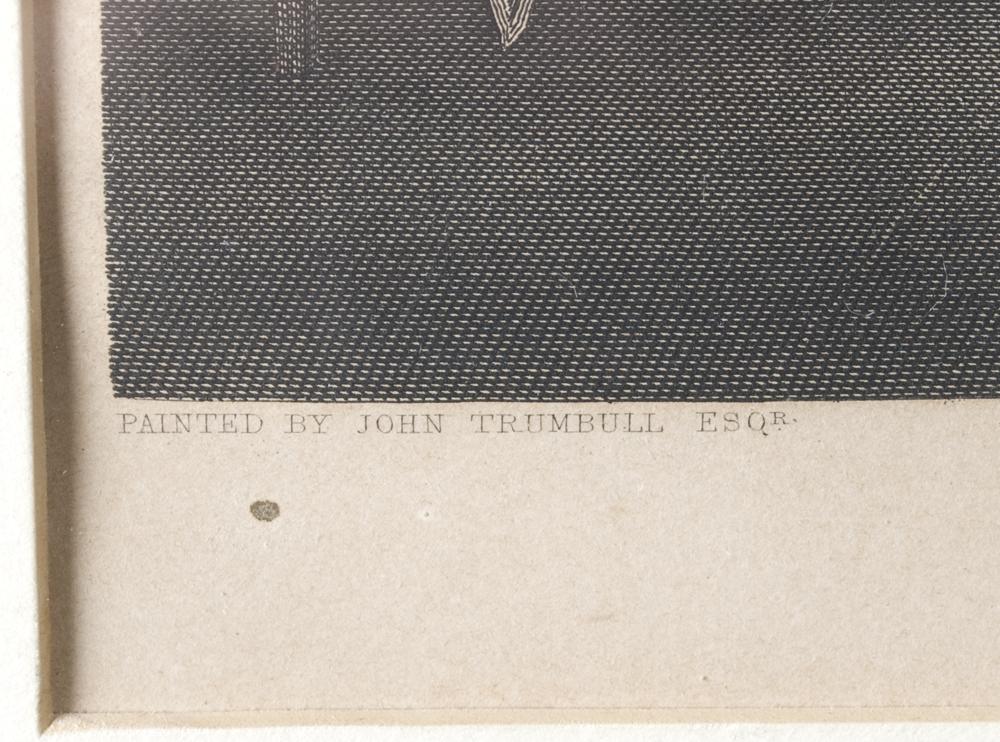 PAINTED BY JOHN TRUMBULL ESQR.